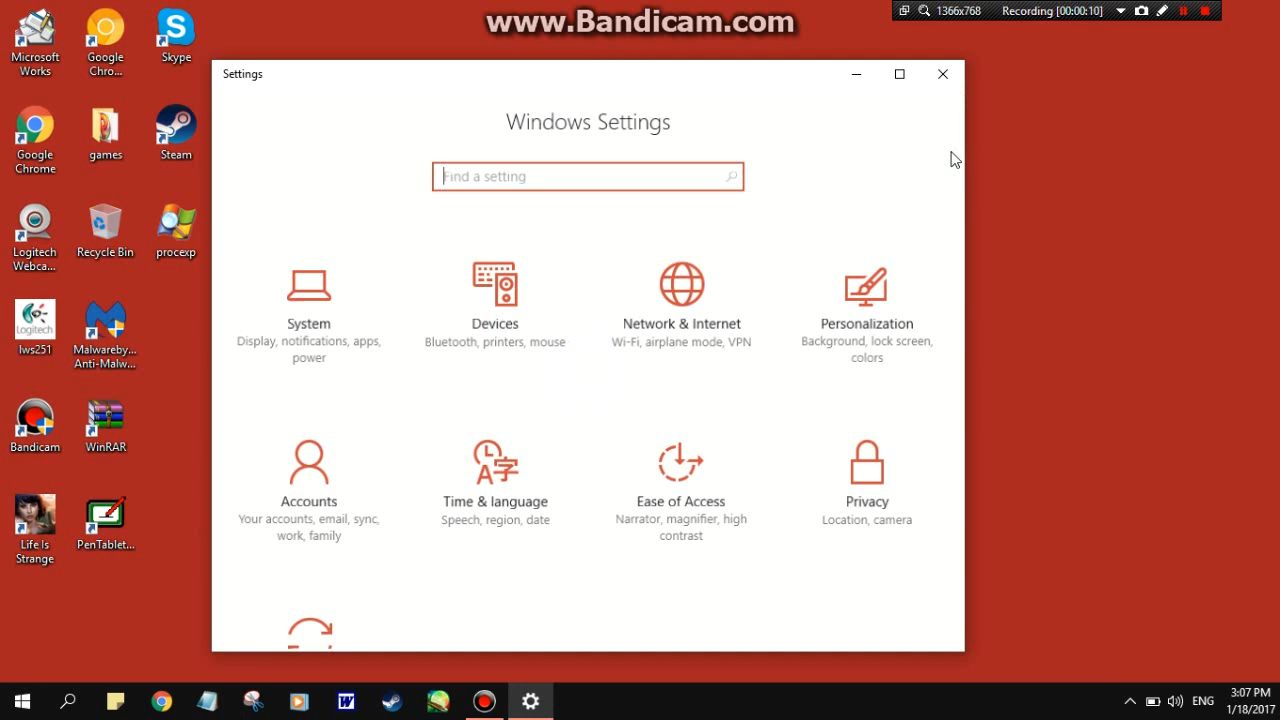 www.Bandicam.com
1366x768
Recording [00:00:10]
Microsoft
Works
Google
Chro...
Skype
Google
Chrome
games
Steam
Logitech
Webca...
Recycle Bin
procexp
Logitech
lws251
Malwareby...
Anti-Malw...
Bandicam
WinRAR
Life Is
Strange
PenTablet...
Settings
Windows Settings
Find a setting
System
Display, notifications, apps,
power
Devices
Bluetooth, printers, mouse
Network & Internet
Wi-Fi, airplane mode, VPN
Personalization
Background, lock screen,
colors
Accounts
Your accounts, email, sync,
work, family
Time & language
Speech, region, date
Ease of Access
Narrator, magnifier, high
contrast
Privacy
Location, camera
ENG
3:07 PM
1/18/2017